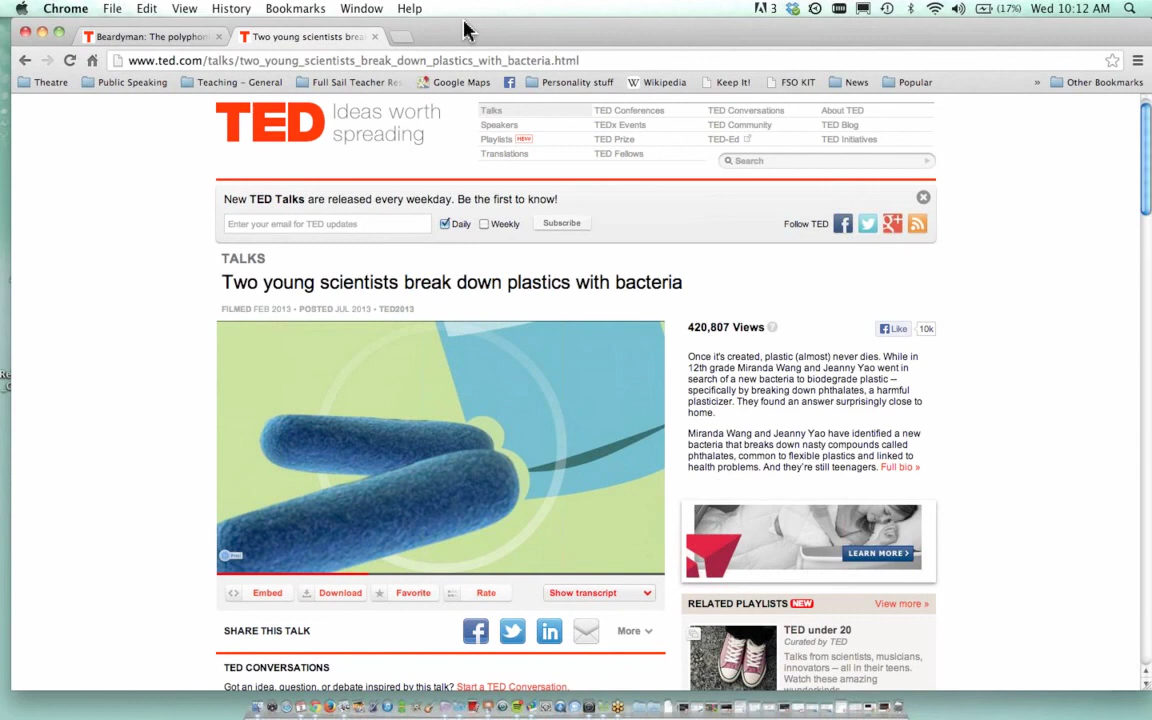 Chrome File Edit View History Bookmarks Window Help 3 (17%) Wed 10:12 AM
Beardyman: The polypho Two young scientists brea
www.ted.com/talks/two_young_scientists_break_down_plastics_with_bacteria.html
Theatre Public Speaking Teaching – General Full Sail Teacher Res Google Maps Personality stuff Wikipedia Keep It! FSO KIT News Popular » Other Bookmarks
TED Ideas worth spreading
Talks TED Conferences TED Conversations About TED
Speakers TEDx Events TED Community TED Blog
Playlists NEW TED Prize TED-Ed TED Initiatives
Translations TED Fellows
Search
New TED Talks are released every weekday. Be the first to know!
Enter your email for TED updates Daily Weekly Subscribe Follow TED
TALKS
Two young scientists break down plastics with bacteria
FILMED FEB 2013 • POSTED JUL 2013 • TED2013
420,807 Views ? Like 10k
Once it's created, plastic (almost) never dies. While in
12th grade Miranda Wang and Jeanny Yao went in
search of a new bacteria to biodegrade plastic --
specifically by breaking down phthalates, a harmful
plasticizer. They found an answer surprisingly close to
home.
Miranda Wang and Jeanny Yao have identified a new
bacteria that breaks down nasty compounds called
phthalates, common to flexible plastics and linked to
health problems. And they're still teenagers. Full bio »
LEARN MORE >
Embed Download Favorite Rate Show transcript
SHARE THIS TALK More
TED CONVERSATIONS
Got an idea, question, or debate inspired by this talk? Start a TED Conversation.
RELATED PLAYLISTS NEW View more »
TED under 20
Curated by TED
Talks from scientists, musicians,
innovators – all in their teens.
Watch these amazing
wunderkinds